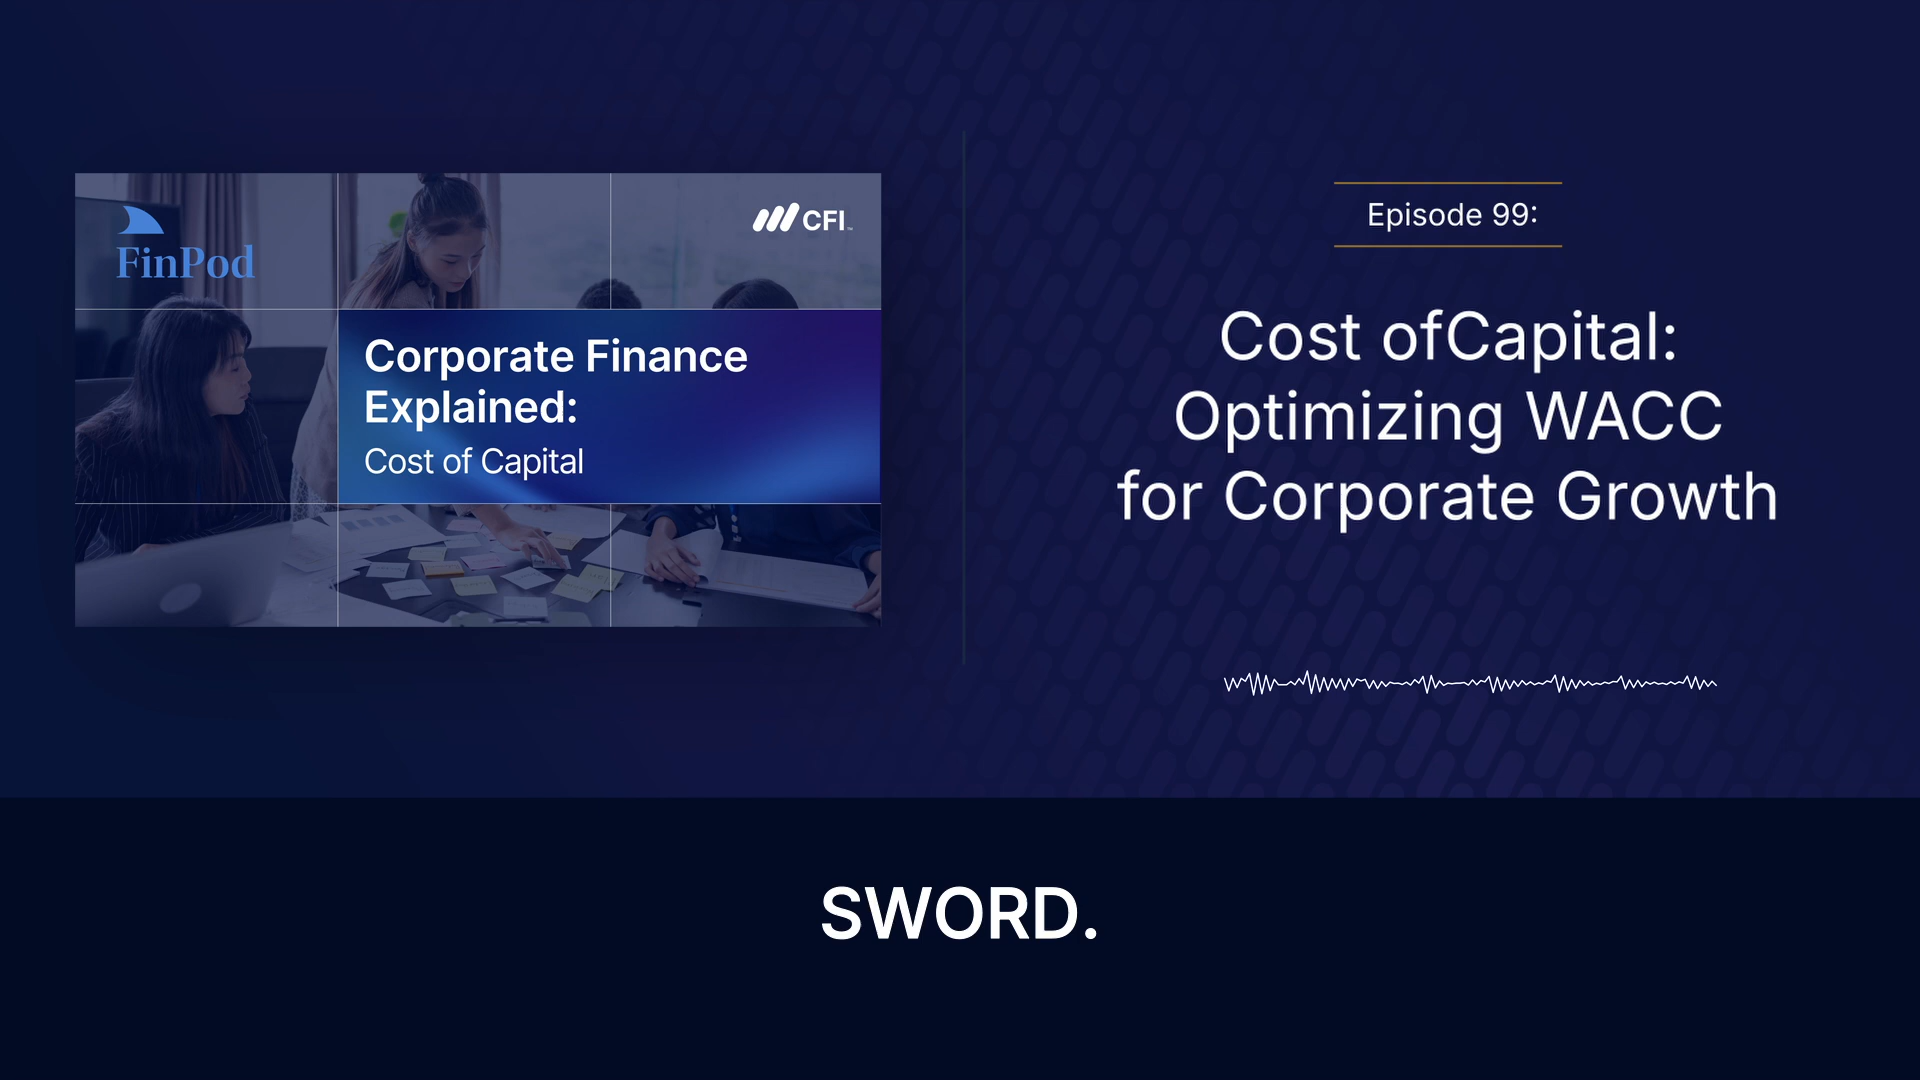 FinPod
CFI
Corporate Finance
Explained:
Cost of Capital
Episode 99:
Cost ofCapital:
Optimizing WACC
for Corporate Growth
SWORD.